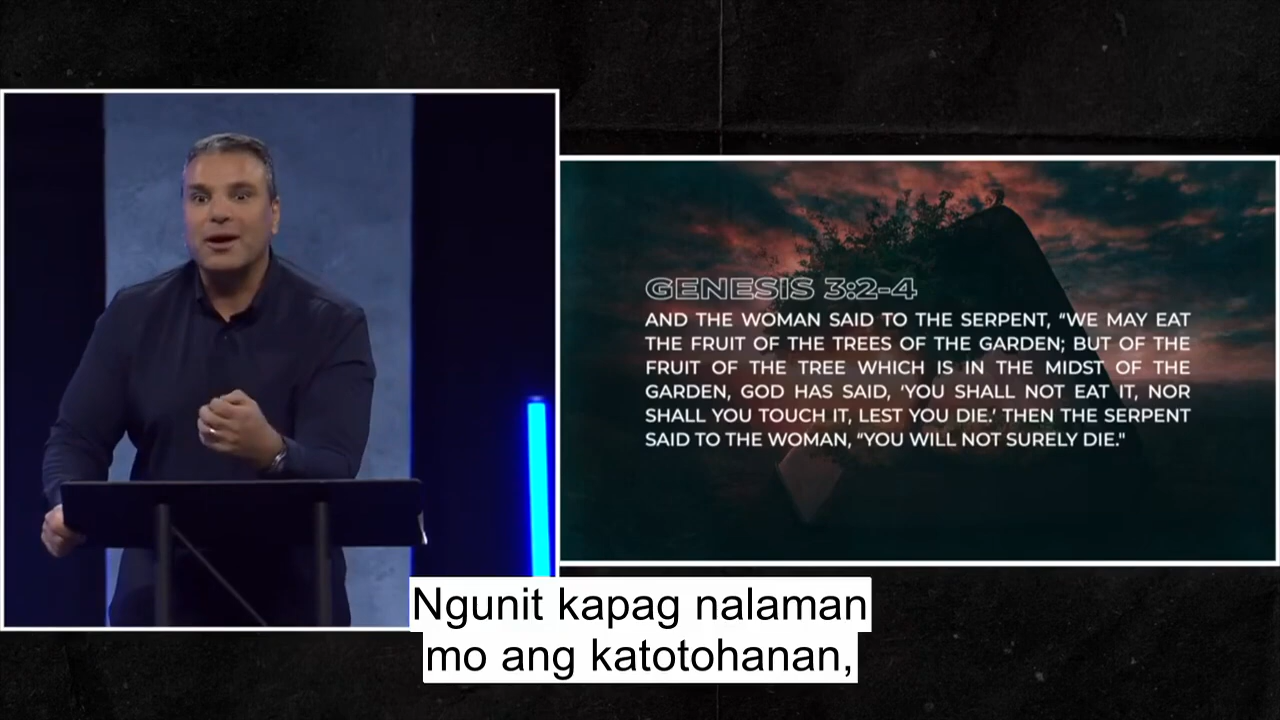 GENESIS 3:2-4
AND THE WOMAN SAID TO THE SERPENT, “WE MAY EAT
THE FRUIT OF THE TREES OF THE GARDEN; BUT OF THE
FRUIT OF THE TREE WHICH IS IN THE MIDST OF THE
GARDEN, GOD HAS SAID, ‘YOU SHALL NOT EAT IT, NOR
SHALL YOU TOUCH IT, LEST YOU DIE.’ THEN THE SERPENT
SAID TO THE WOMAN, “YOU WILL NOT SURELY DIE."
Ngunit kapag nalaman
mo ang katotohanan,